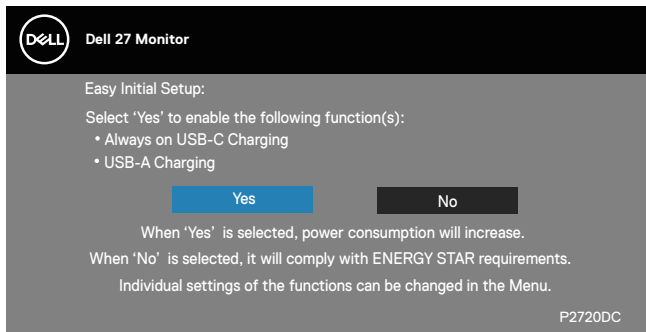 DELL
Dell 27 Monitor
Easy Initial Setup:
Select ‘Yes’ to enable the following function(s):
• Always on USB-C Charging
• USB-A Charging
Yes
No
When ‘Yes’ is selected, power consumption will increase.
When ‘No’ is selected, it will comply with ENERGY STAR requirements.
Individual settings of the functions can be changed in the Menu.
P2720DC